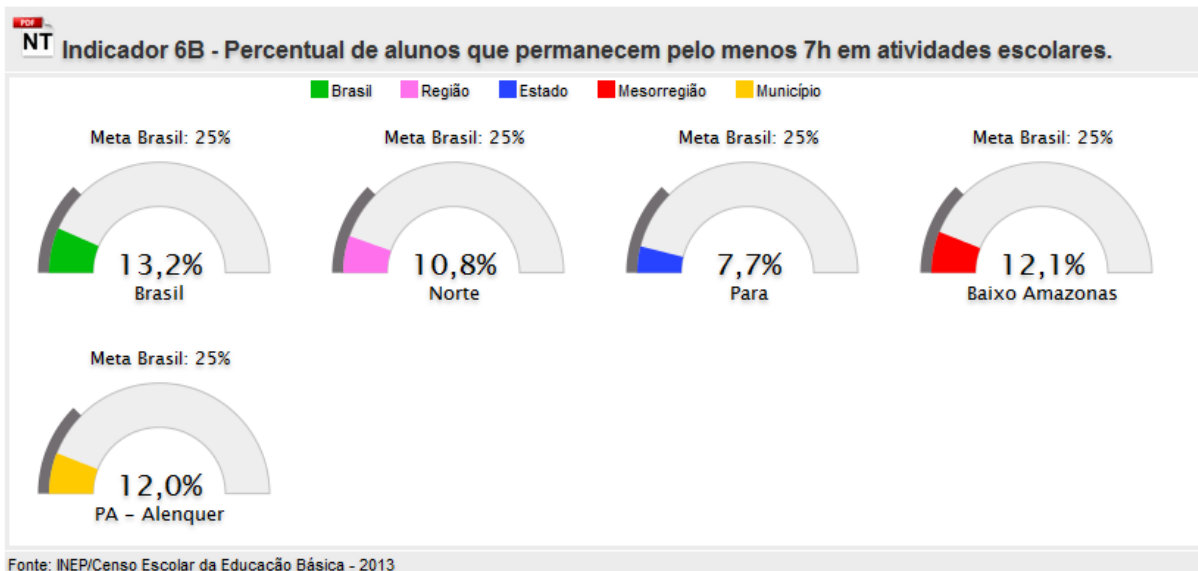 PDF
NT Indicador 6B - Percentual de alunos que permanecem pelo menos 7h em atividades escolares.
Brasil Região Estado Mesorregião Município
Meta Brasil: 25% Meta Brasil: 25% Meta Brasil: 25% Meta Brasil: 25%
13,2% 10,8% 7,7% 12,1%
Brasil Norte Para Baixo Amazonas
Meta Brasil: 25%
12,0%
PA - Alenquer
Fonte: INEP/Censo Escolar da Educação Básica - 2013